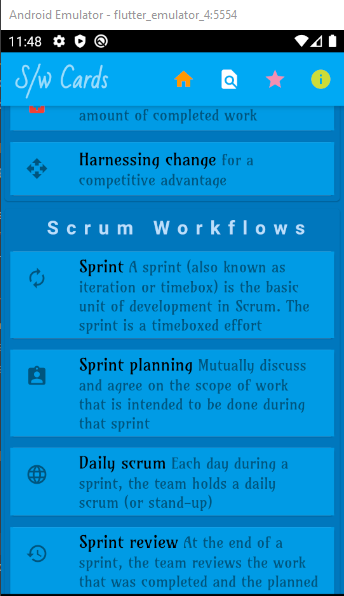 Android Emulator - flutter_emulator_4:5554
11:48
S/w Cards
amount of completed work
Harnessing change for a
competitive advantage
Scrum Workflows
Sprint A sprint (also known as
iteration or timebox) is the basic
unit of development in Scrum. The
sprint is a timeboxed effort
Sprint planning Mutually discuss
and agree on the scope of work
that is intended to be done during
that sprint
Daily scrum Each day during a
sprint, the team holds a daily
scrum (or stand-up)
Sprint review At the end of a
sprint, the team reviews the work
that was completed and the planned